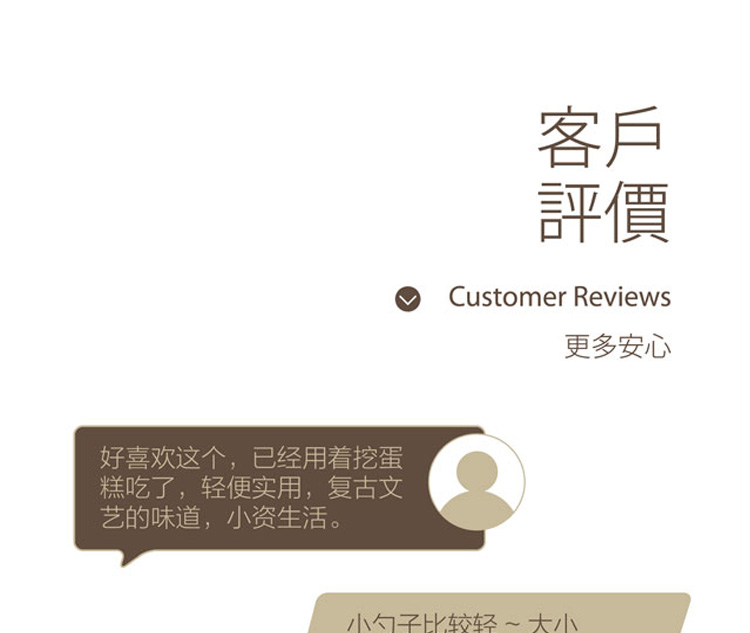 客戶
評價
Customer Reviews
更多安心
好喜欢这个，已经用着挖蛋
糕吃了，轻便实用，复古文
艺的味道，小资生活。
小勺子比较轻 ~ 大小